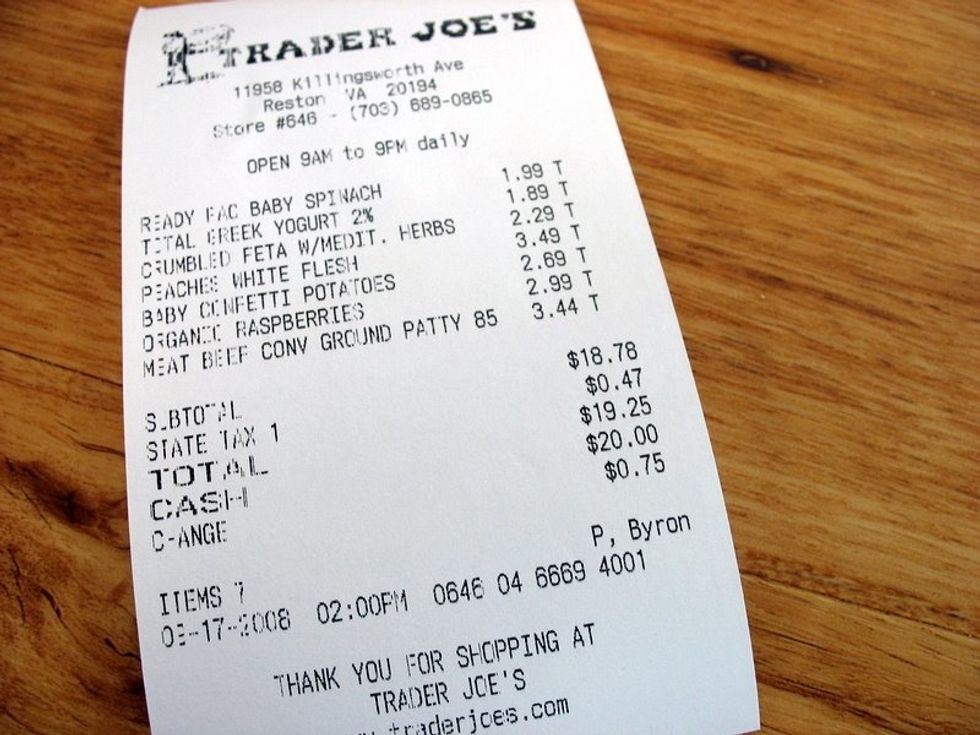 TRADER JOE'S
11958 Killingsworth Ave
Reston VA 20194
Store #646 - (703) 689-0865
OPEN 9AM to 9PM daily
READY PAC BABY SPINACH 1.99 T
TOTAL GREEK YOGURT 2% 1.89 T
CRUMBLED FETA W/MEDIT. HERBS 2.29 T
PEACHES WHITE FLESH 3.49 T
BABY CONFETTI POTATOES 2.69 T
ORGANIC RASPBERRIES 2.99 T
MEAT BEEF CONV GROUND PATTY 85 3.44 T
SUBTOTAL $18.78
STATE TAX 1 $0.47
TOTAL $19.25
CASH $20.00
CHANGE $0.75
P, Byron
ITEMS 7
02:00PM 0646 04 6669 4001
THANK YOU FOR SHOPPING AT
TRADER JOE'S
traderjoes.com